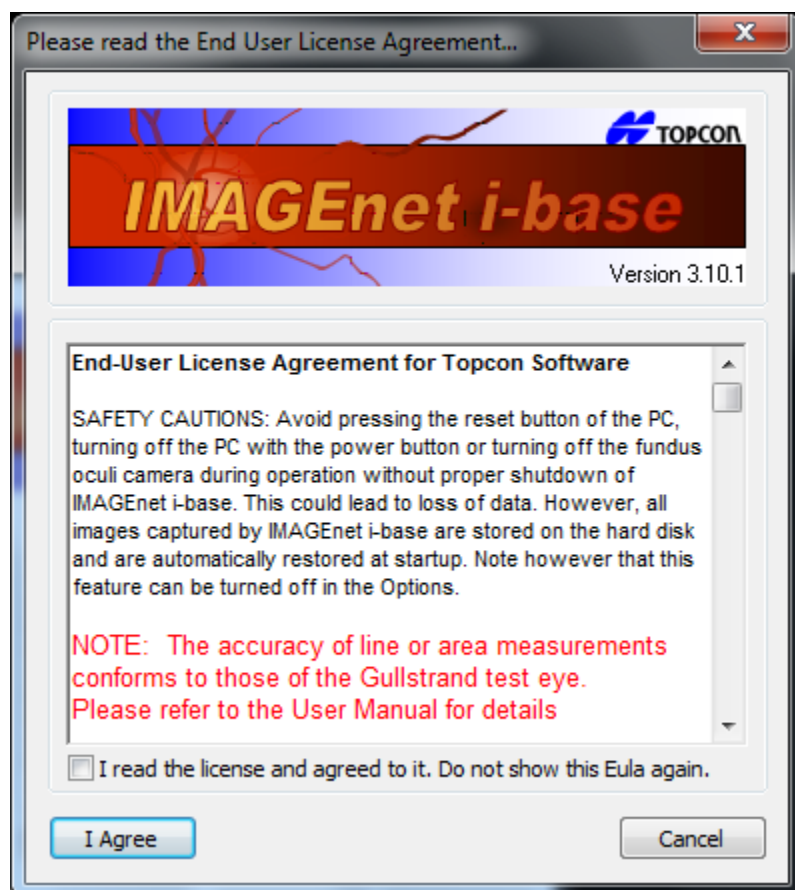 Please read the End User License Agreement...
TOPCON
IMAGEnet i-base
Version 3.10.1
End-User License Agreement for Topcon Software
SAFETY CAUTIONS: Avoid pressing the reset button of the PC,
turning off the PC with the power button or turning off the fundus
oculi camera during operation without proper shutdown of
IMAGEnet i-base. This could lead to loss of data. However, all
images captured by IMAGEnet i-base are stored on the hard disk
and are automatically restored at startup. Note however that this
feature can be turned off in the Options.
NOTE: The accuracy of line or area measurements
conforms to those of the Gullstrand test eye.
Please refer to the User Manual for details
I read the license and agreed to it. Do not show this Eula again.
I Agree
Cancel